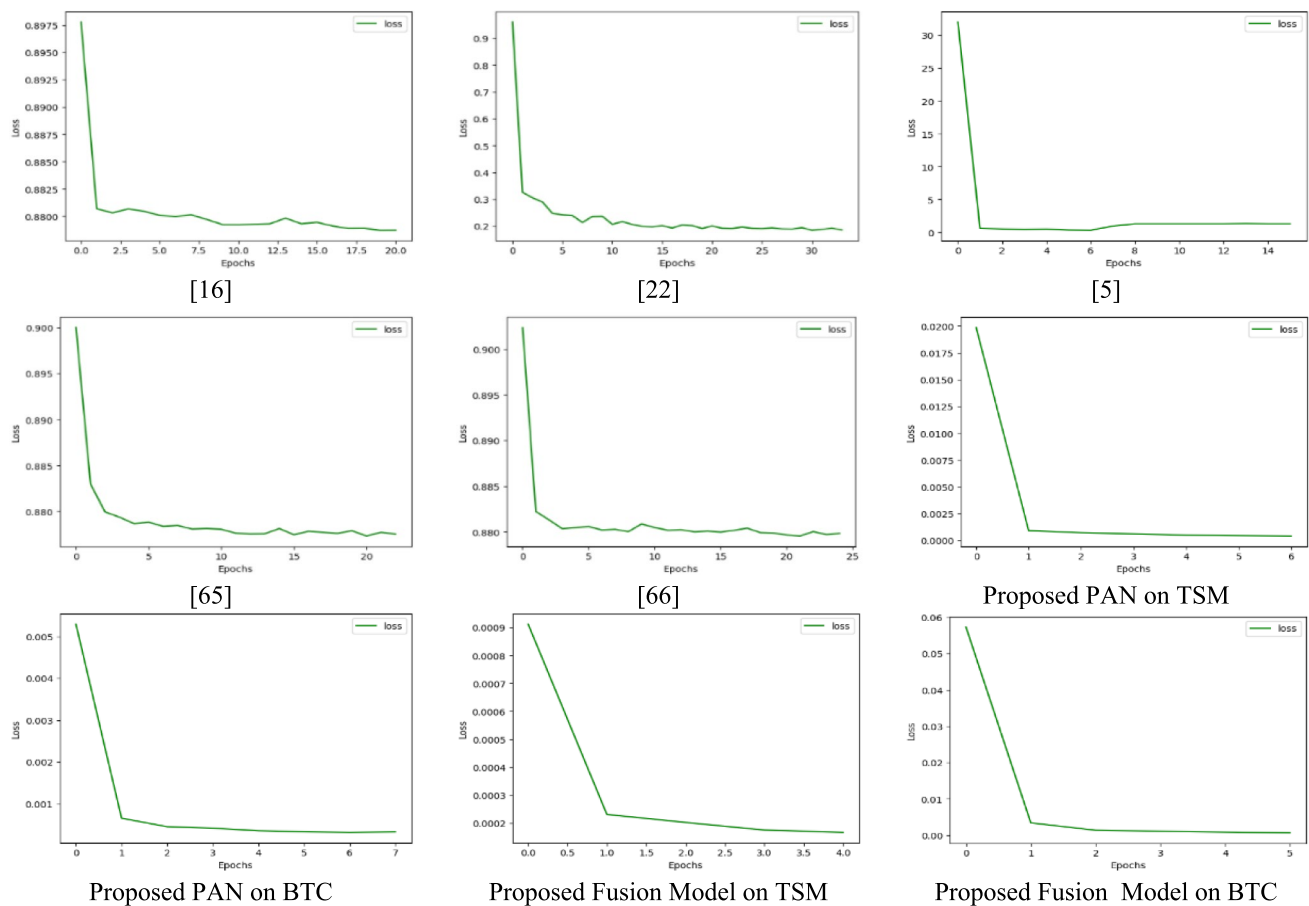 loss
0.8975
0.8950
0.8925
0.8900
0.8875
0.8850
0.8825
0.8800
Loss
0.0 2.5 5.0 7.5 10.0 12.5 15.0 17.5 20.0
Epochs
[16]
loss
0.9
0.8
0.7
0.6
0.5
0.4
0.3
0.2
Loss
0 5 10 15 20 25 30
Epochs
[22]
loss
30
25
20
15
10
5
0
Loss
0 2 4 6 8 10 12 14
Epochs
[5]
loss
0.900
0.895
0.890
0.885
0.880
Loss
0 5 10 15 20
Epochs
[65]
loss
0.900
0.895
0.890
0.885
0.880
Loss
0 5 10 15 20 25
Epochs
[66]
loss
0.0200
0.0175
0.0150
0.0125
0.0100
0.0075
0.0050
0.0025
0.0000
Loss
0 1 2 3 4 5 6
Epochs
Proposed PAN on TSM
loss
0.005
0.004
0.003
0.002
0.001
Loss
0 1 2 3 4 5 6 7
Epochs
Proposed PAN on BTC
loss
0.0009
0.0008
0.0007
0.0006
0.0005
0.0004
0.0003
0.0002
Loss
0.0 0.5 1.0 1.5 2.0 2.5 3.0 3.5 4.0
Epochs
Proposed Fusion Model on TSM
loss
0.06
0.05
0.04
0.03
0.02
0.01
0.00
Loss
0 1 2 3 4 5
Epochs
Proposed Fusion Model on BTC